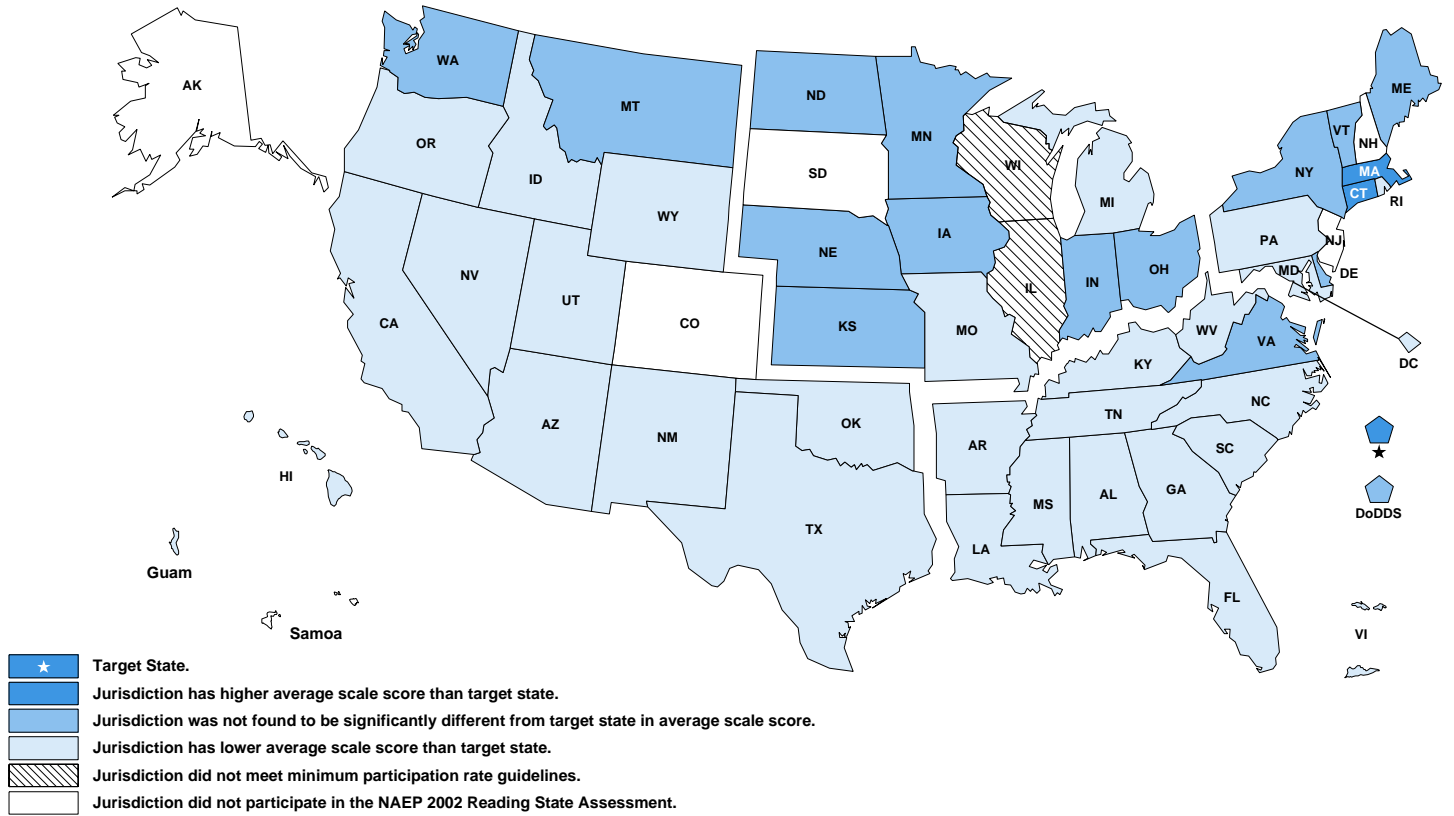 AK
WA
MT
ND
MN
ME
VT
NH
OR
ID
SD
WI
NY
MA
CT
RI
WY
MI
NE
IA
PA
NJ
NV
UT
IL
IN
OH
MD
DE
CA
CO
KS
MO
WV
VA
DC
KY
AZ
NM
OK
AR
TN
NC
SC
HI
TX
LA
MS
AL
GA
DoDDS
FL
Guam
Samoa
VI
Target State.
Jurisdiction has higher average scale score than target state.
Jurisdiction was not found to be significantly different from target state in average scale score.
Jurisdiction has lower average scale score than target state.
Jurisdiction did not meet minimum participation rate guidelines.
Jurisdiction did not participate in the NAEP 2002 Reading State Assessment.